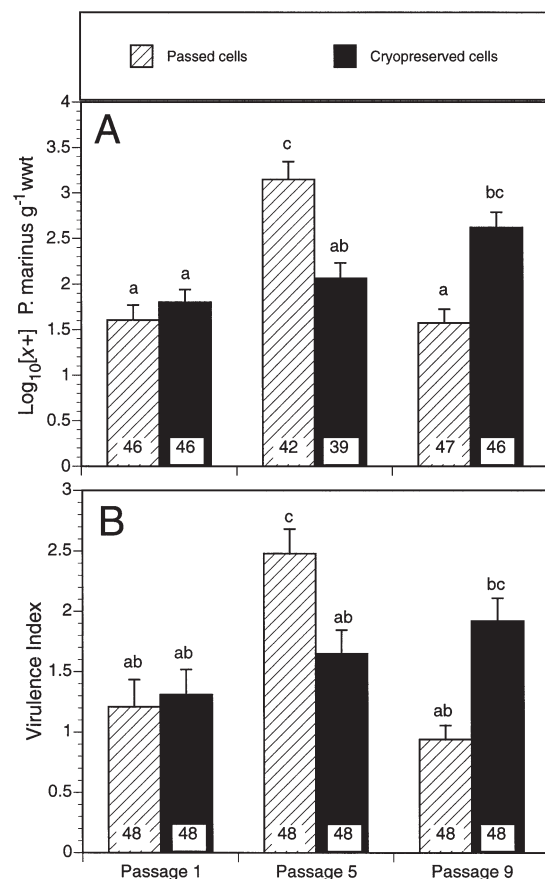 Passed cells Cryopreserved cells
A
Log10[x+] P. marinus g-1 wwt
4
3.5
3
2.5
2
1.5
1
0.5
0
a a c ab a bc
46 46 42 39 47 46
B
Virulence Index
3
2.5
2
1.5
1
0.5
0
ab ab c ab ab bc
48 48 48 48 48 48
Passage 1 Passage 5 Passage 9